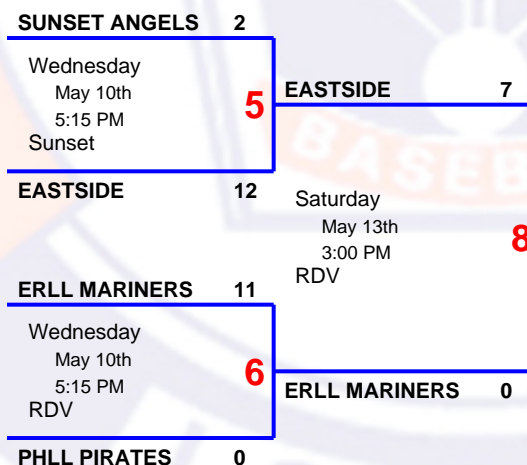 SUNSET ANGELS 2
Wednesday
May 10th
5:15 PM
Sunset
5
EASTSIDE 12
EASTSIDE 7
Saturday
May 13th
3:00 PM
RDV
8
ERLL MARINERS 11
Wednesday
May 10th
5:15 PM
RDV
6
ERLL MARINERS 0
PHLL PIRATES 0